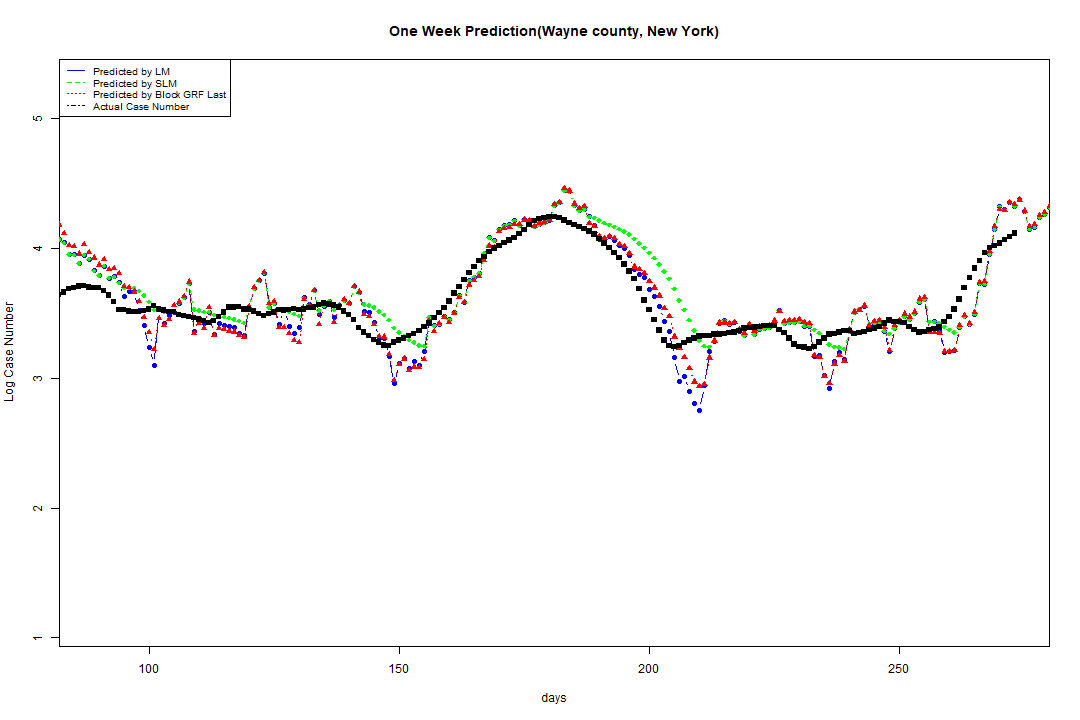 One Week Prediction(Wayne county, New York)
Predicted by LM
Predicted by SLM
Predicted by Block GRF Last
Actual Case Number
Log Case Number
5
4
3
2
1
100 150 200 250
days